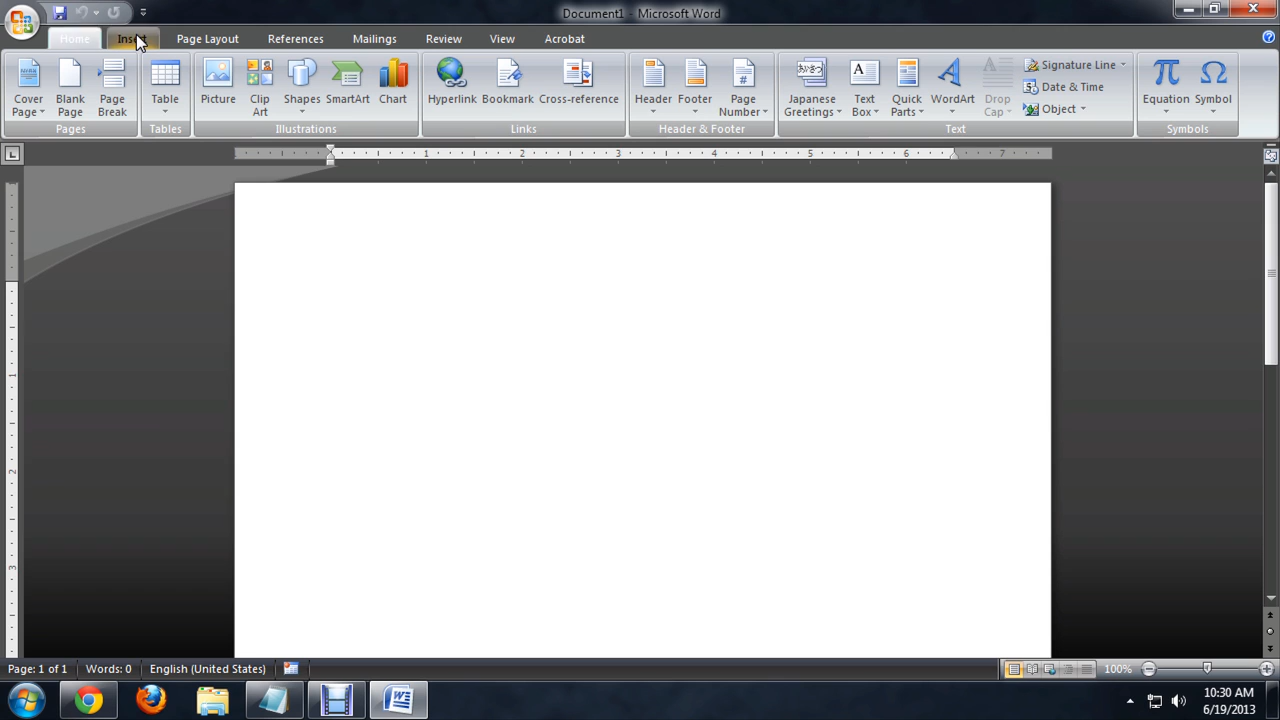 Document1 - Microsoft Word
Home Insert Page Layout References Mailings Review View Acrobat
Cover Page Blank Page Page Break Table Picture Clip Art Shapes SmartArt Chart Hyperlink Bookmark Cross-reference Header Footer Page Number Japanese Greetings Text Box Quick Parts WordArt Drop Cap Signature Line Date & Time Object Equation Symbol
Pages Tables Illustrations Links Header & Footer Text Symbols
1 2 3 4 5 6 7
1
2
3
Page: 1 of 1 Words: 0 English (United States) 100%
10:30 AM
6/19/2013